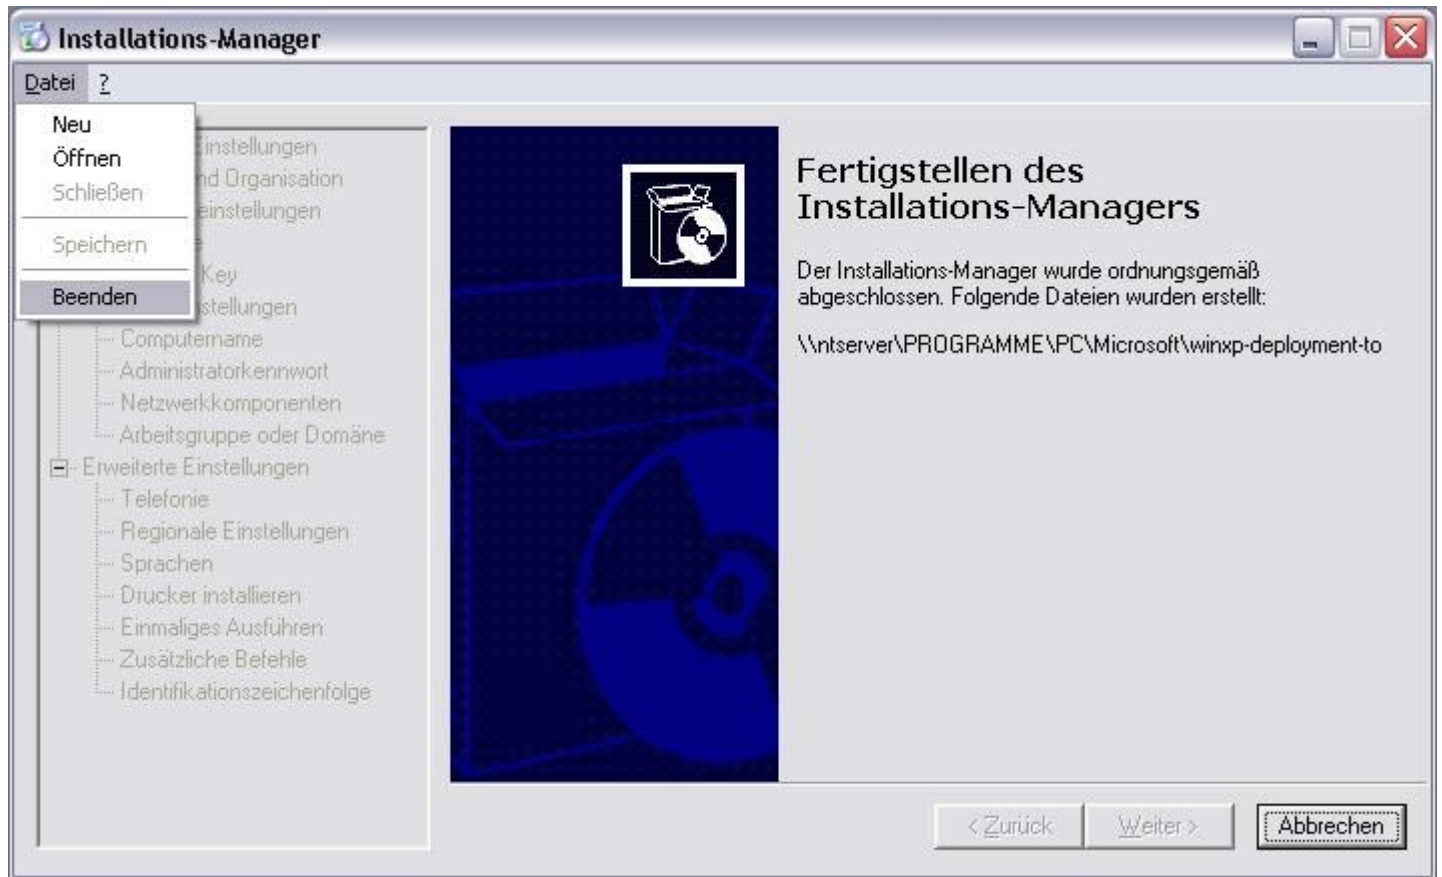 Installations-Manager
Datei ?
Neu
Öffnen
Schließen
Speichern
Beenden
instellungen
nd Organisation
einstellungen
e
Key
stellungen
Computername
Administratorkennwort
Netzwerkkomponenten
Arbeitsgruppe oder Domäne
Erweiterte Einstellungen
Telefonie
Regionale Einstellungen
Sprachen
Drucker installieren
Einmaliges Ausführen
Zusätzliche Befehle
Identifikationszeichenfolge
Fertigstellen des
Installations-Managers
Der Installations-Manager wurde ordnungsgemäß
abgeschlossen. Folgende Dateien wurden erstellt:
\\ntserver\PROGRAMME\PC\Microsoft\winxp-deployment-to
< Zurück Weiter > Abbrechen